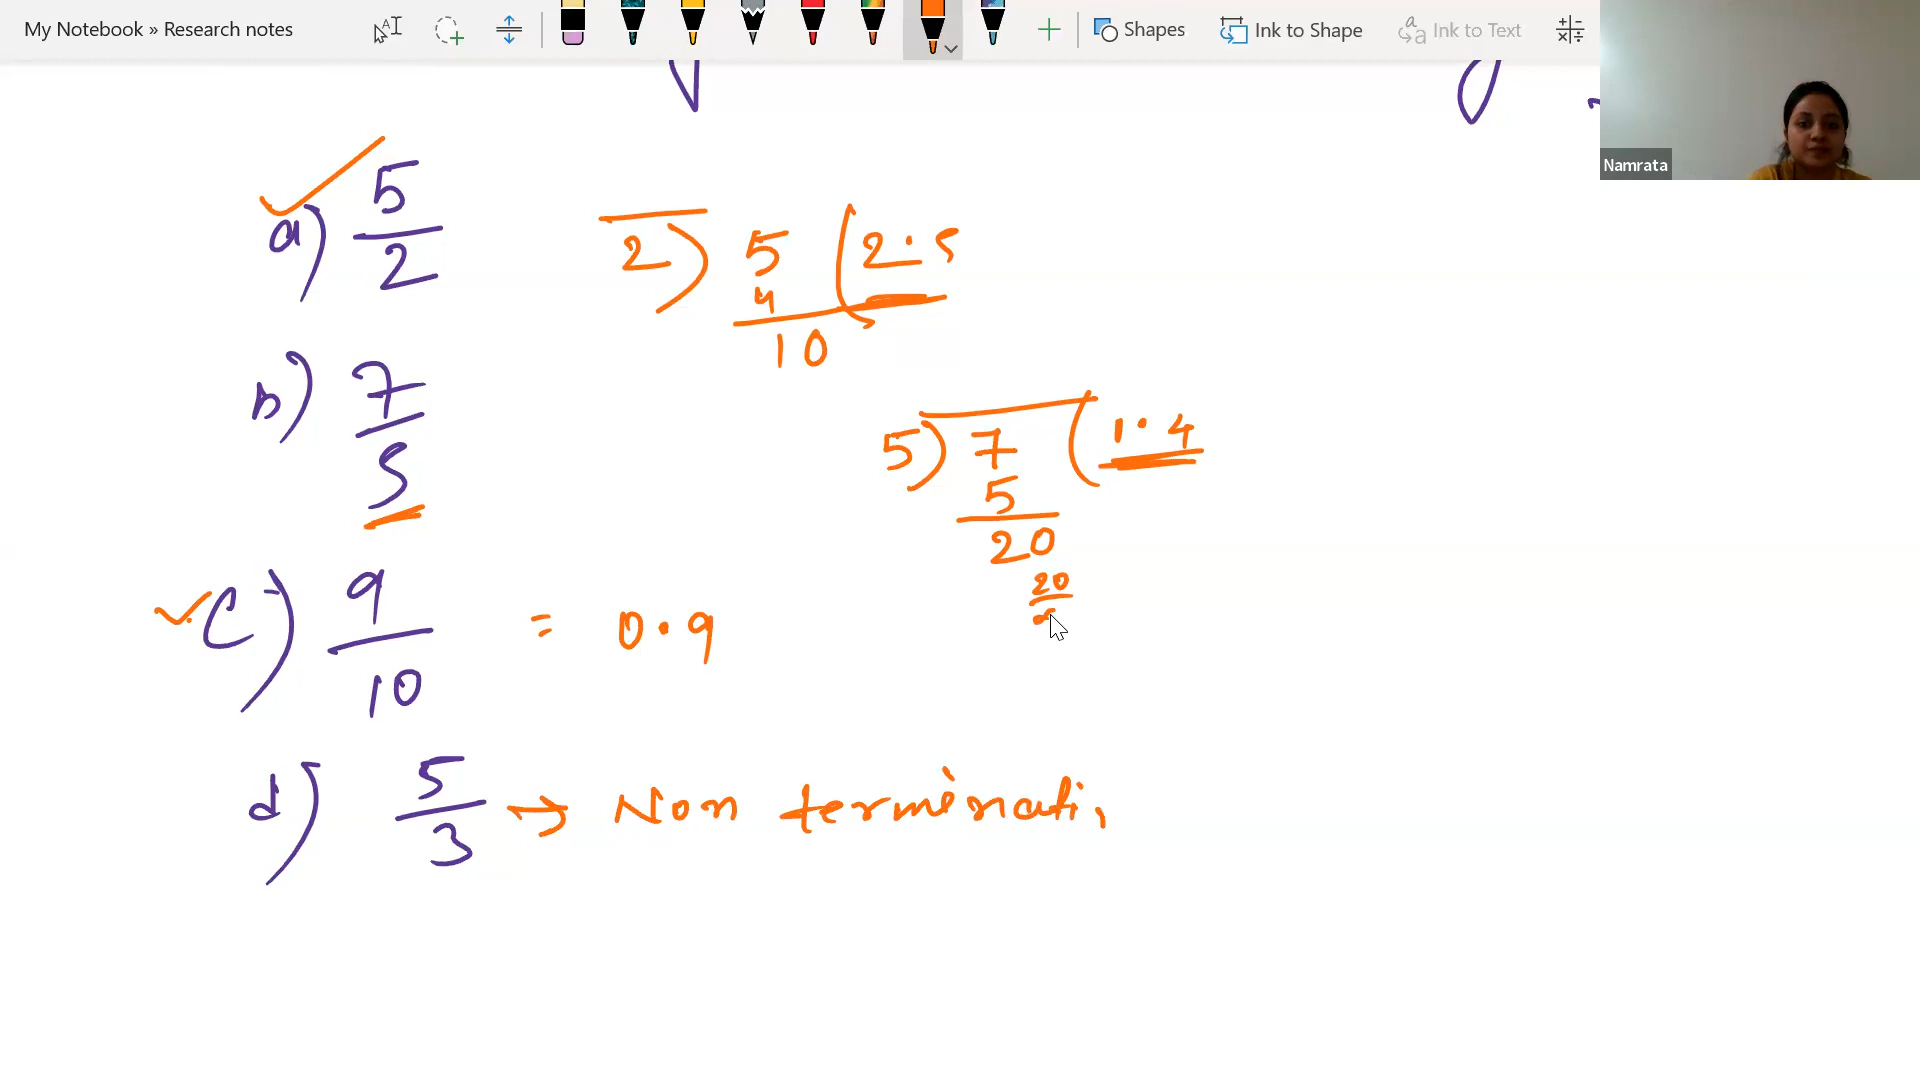 My Notebook » Research notes
Shapes
Ink to Shape
Ink to Text
Namrata
a) 5/2
2) 5 ( 2.5
4
10
b) 7/5
5) 7 ( 1.4
5
20
20
c) 9/10 = 0.9
d) 5/3 → Non terminati